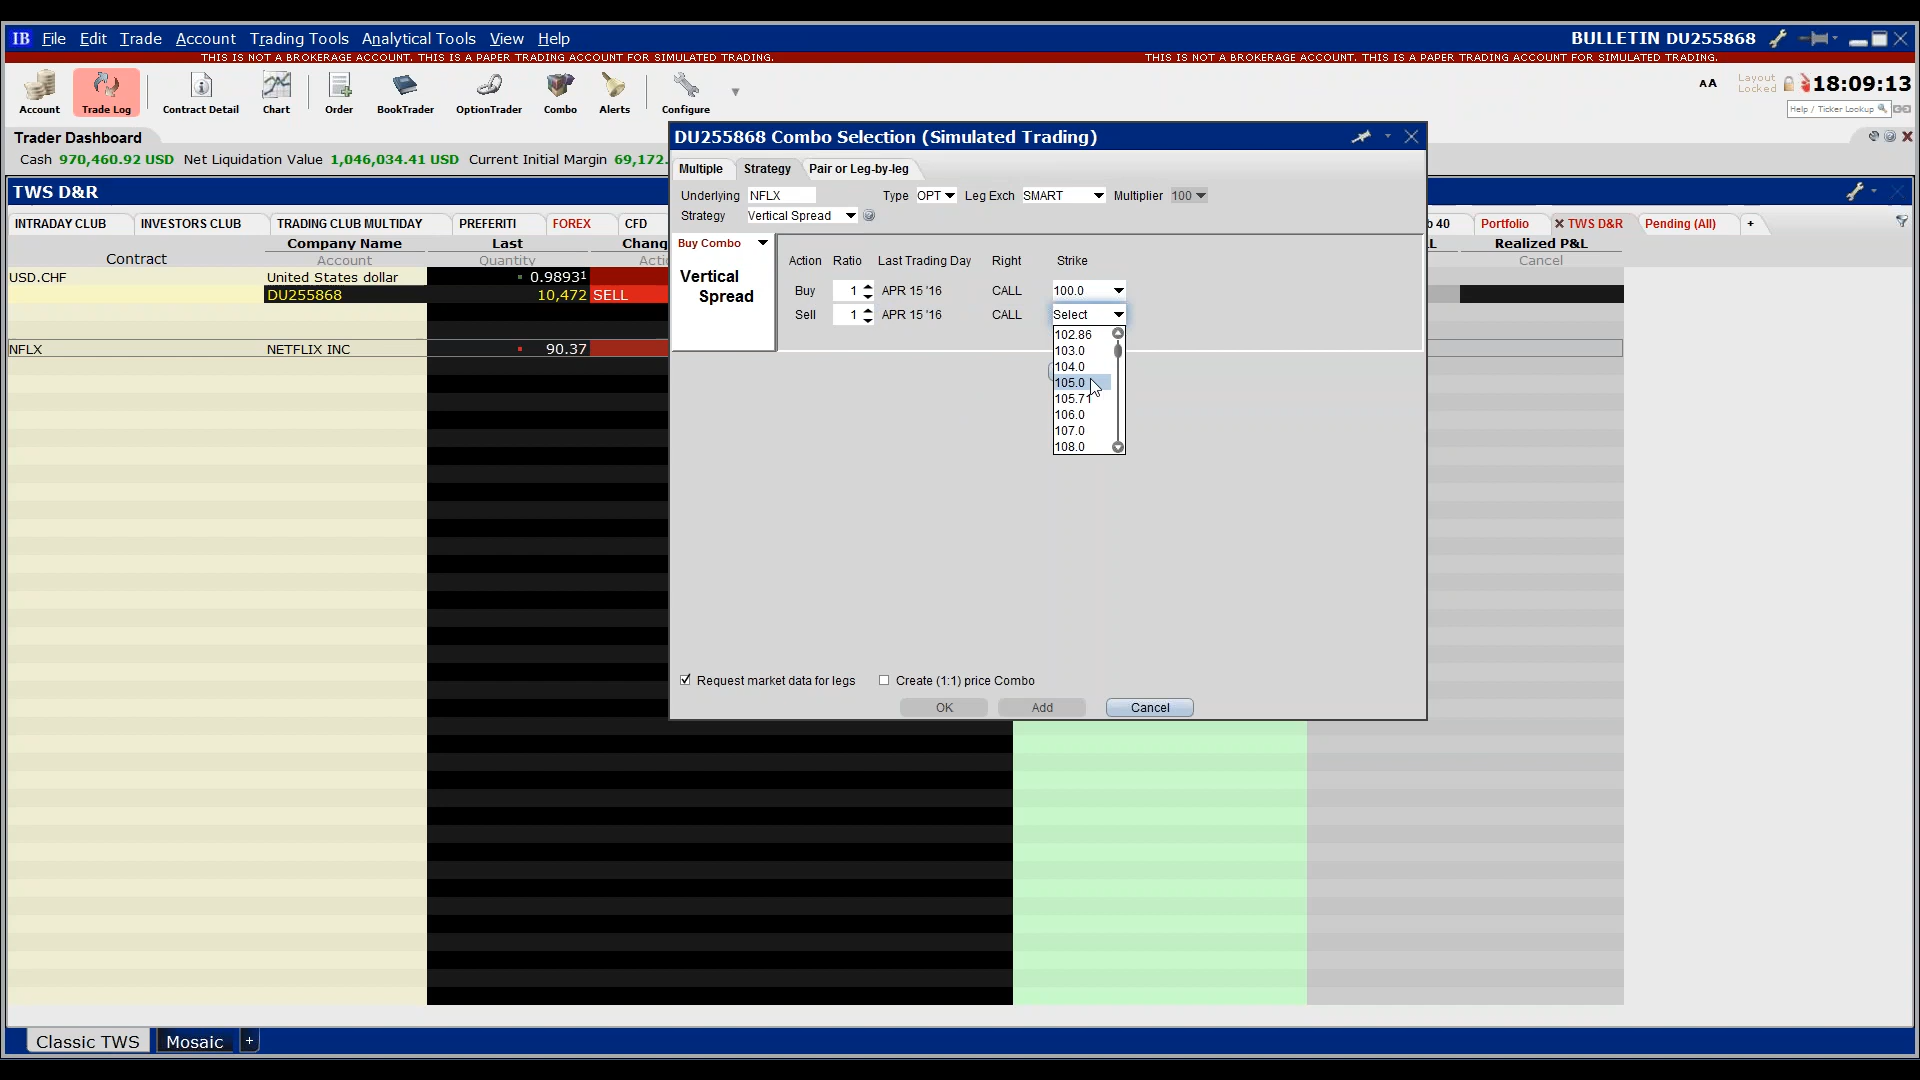 IB File Edit Trade Account Trading Tools Analytical Tools View Help BULLETIN DU255868
THIS IS NOT A BROKERAGE ACCOUNT. THIS IS A PAPER TRADING ACCOUNT FOR SIMULATED TRADING. THIS IS NOT A BROKERAGE ACCOUNT. THIS IS A PAPER TRADING ACCOUNT FOR SIMULATED TRADING.
Account Trade Log Contract Detail Chart Order BookTrader OptionTrader Combo Alerts Configure AA Layout Locked 18:09:13
Help / Ticker Lookup
Trader Dashboard
Cash 970,460.92 USD Net Liquidation Value 1,046,034.41 USD Current Initial Margin 69,172.
TWS D&R
INTRADAY CLUB INVESTORS CLUB TRADING CLUB MULTIDAY PREFERITI FOREX CFD b 40 Portfolio TWS D&R Pending (All) +
Contract Company Name Last Chang L Realized P&L
Account Quantity Actio Cancel
USD.CHF United States dollar 0.9893¹
DU255868 10,472 SELL
NFLX NETFLIX INC 90.37
DU255868 Combo Selection (Simulated Trading)
Multiple Strategy Pair or Leg-by-leg
Underlying NFLX Type OPT Leg Exch SMART Multiplier 100
Strategy Vertical Spread
Buy Combo
Vertical
Spread
Action Ratio Last Trading Day Right Strike
Buy 1 APR 15 '16 CALL 100.0
Sell 1 APR 15 '16 CALL Select
102.86
103.0
104.0
105.0
105.71
106.0
107.0
108.0
Request market data for legs Create (1:1) price Combo
OK Add Cancel
Classic TWS Mosaic +